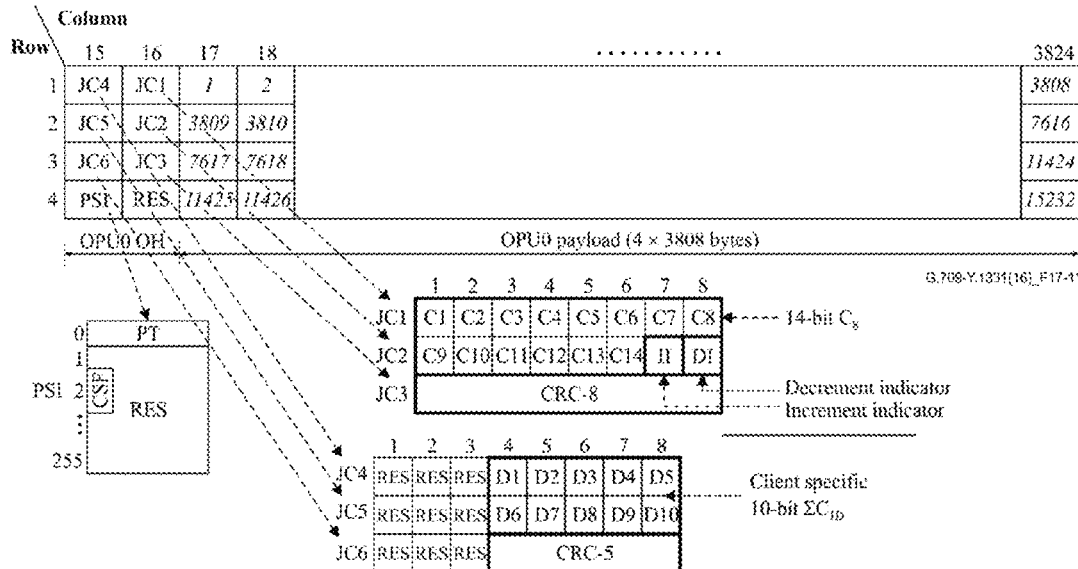 Column
Row 15 16 17 18 ........... 3824
1 JC4 JC1 1 2 3808
2 JC5 JC2 3809 3810 7616
3 JC6 JC3 7617 7618 11424
4 PSI RES 11425 11426 15232
OPU0 OH OPU0 payload (4 × 3808 bytes)
G.709-Y.1331(16)_F17-11
1 2 3 4 5 6 7 8
JC1 C1 C2 C3 C4 C5 C6 C7 C8 14-bit C8
JC2 C9 C10 C11 C12 C13 C14 II DI
JC3 CRC-8
Decrement indicator
Increment indicator
0 PT
1
PSI 2 CSF RES
255
1 2 3 4 5 6 7 8
JC4 RES RES RES D1 D2 D3 D4 D5
JC5 RES RES RES D6 D7 D8 D9 D10
JC6 RES RES RES CRC-5
Client specific
10-bit ΣC1D